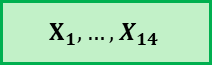 X₁, ..., X₁₄